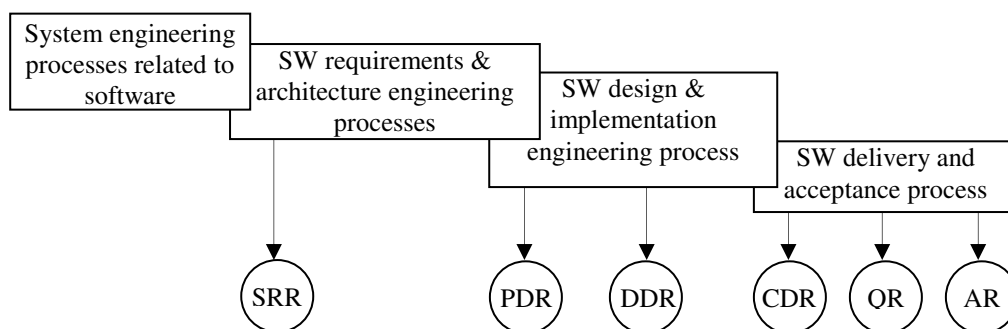 System engineering
processes related to
software
SW requirements &
architecture engineering
processes
SW design &
implementation
engineering process
SW delivery and
acceptance process
SRR
PDR
DDR
CDR
QR
AR